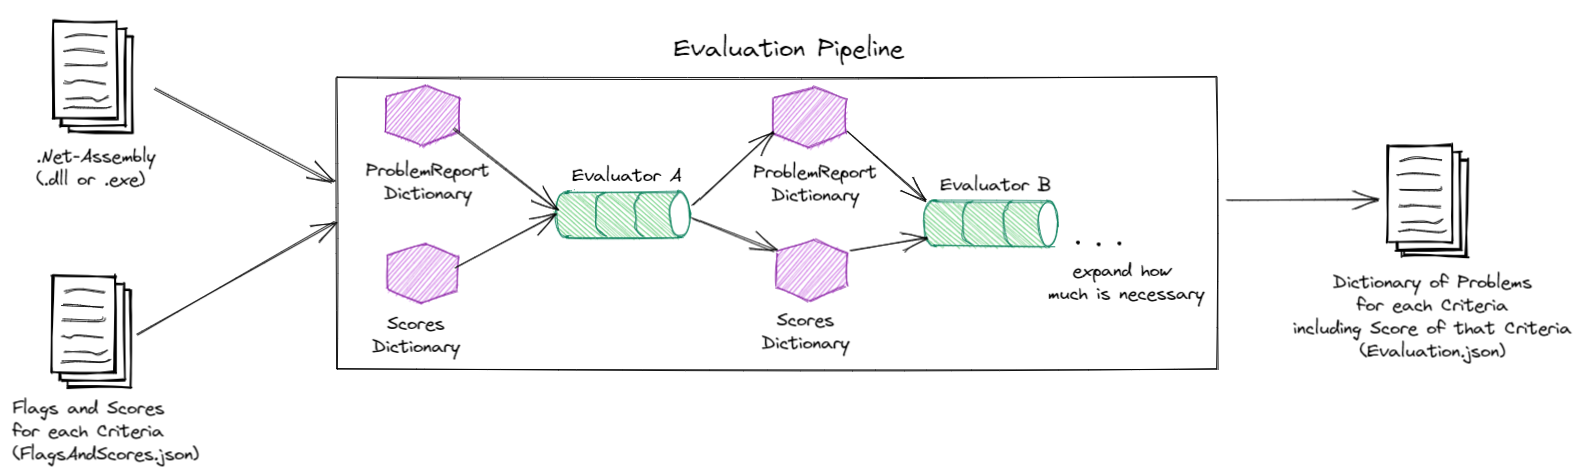 Evaluation Pipeline
.Net-Assembly
(.dll or .exe)
Flags and Scores
for each Criteria
(FlagsAndScores.json)
ProblemReport
Dictionary
Scores
Dictionary
Evaluator A
ProblemReport
Dictionary
Scores
Dictionary
Evaluator B
...
expand how
much is necessary
Dictionary of Problems
for each Criteria
including Score of that Criteria
(Evaluation.json)